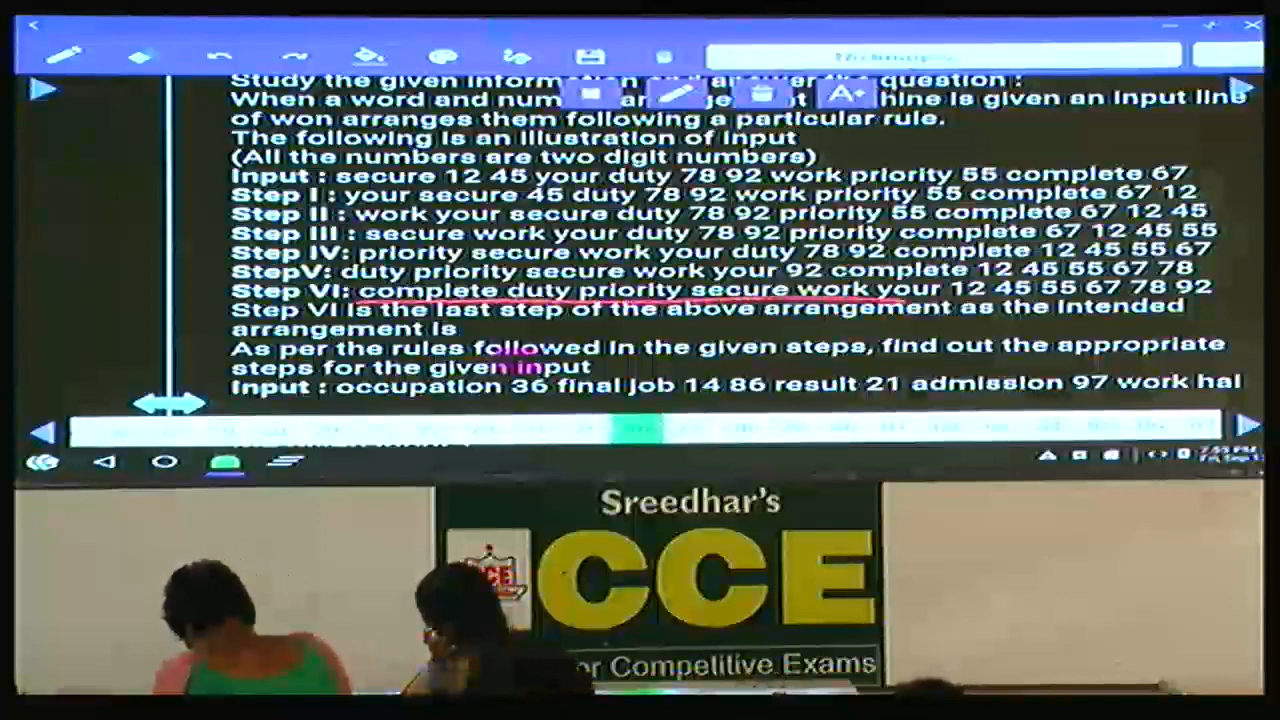 Study the given inform on and answer the question :
When a word and num ar ge t hine is given an input line
of won arranges them following a particular rule.
The following is an illustration of input
(All the numbers are two digit numbers)
Input : secure 12 45 your duty 78 92 work priority 55 complete 67
Step I : your secure 45 duty 78 92 work priority 55 complete 67 12
Step II : work your secure duty 78 92 priority 55 complete 67 12 45
Step III : secure work your duty 78 92 priority complete 67 12 45 55
Step IV: priority secure work your duty 78 92 complete 12 45 55 67
StepV: duty priority secure work your 92 complete 12 45 55 67 78
Step VI: complete duty priority secure work your 12 45 55 67 78 92
Step VI is the last step of the above arrangement as the intended
arrangement is
As per the rules followed in the given steps, find out the appropriate
steps for the given input
Input : occupation 36 final job 14 86 result 21 admission 97 work hal
Sreedhar's
CCE
or Competitive Exams